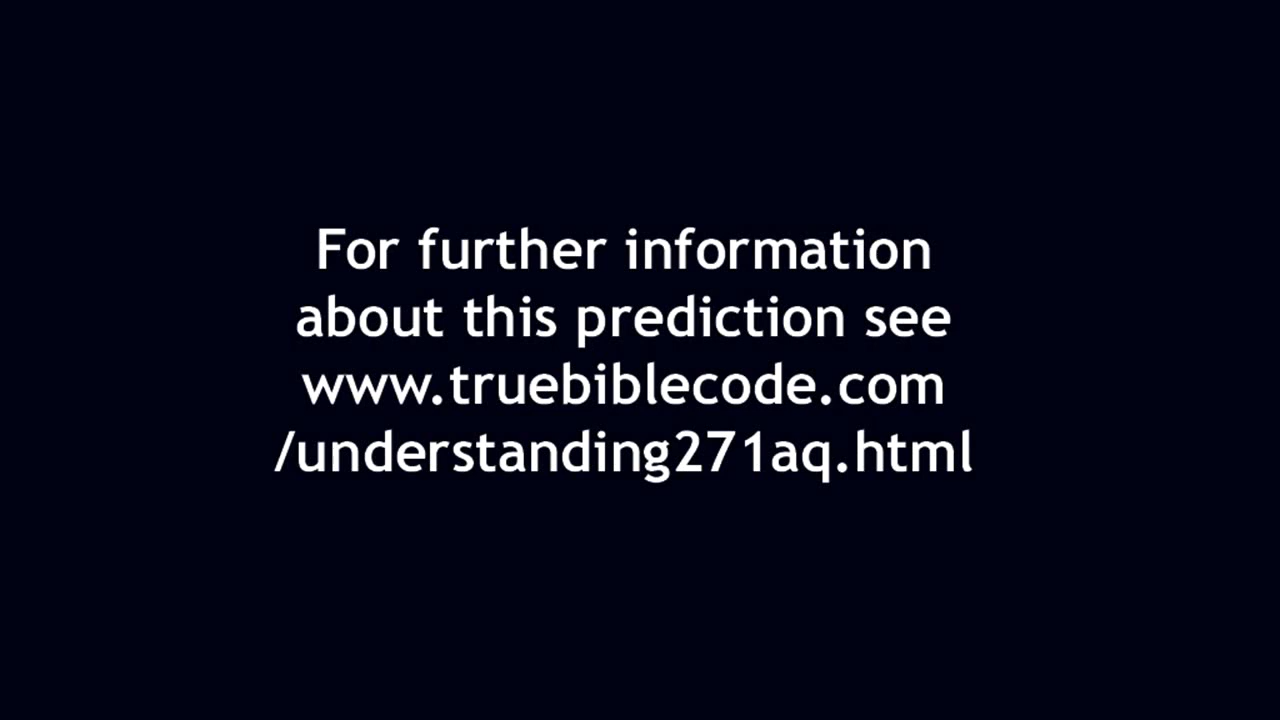 For further information
about this prediction see
www.truebiblecode.com
/understanding271aq.html